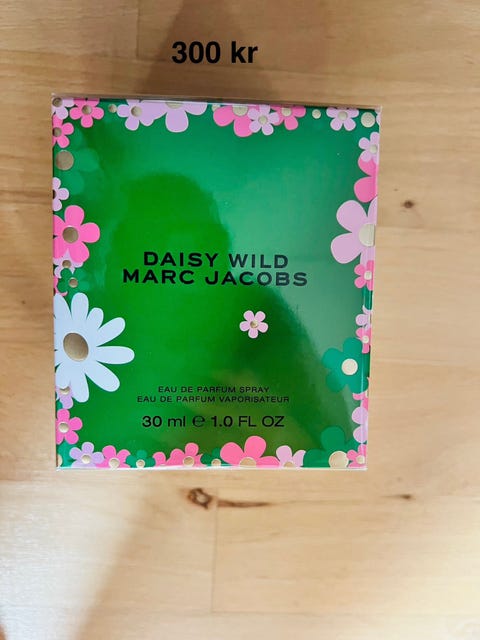 300 kr
DAISY WILD
MARC JACOBS
EAU DE PARFUM SPRAY
EAU DE PARFUM VAPORISATEUR
30 ml ℮ 1.0 FL OZ